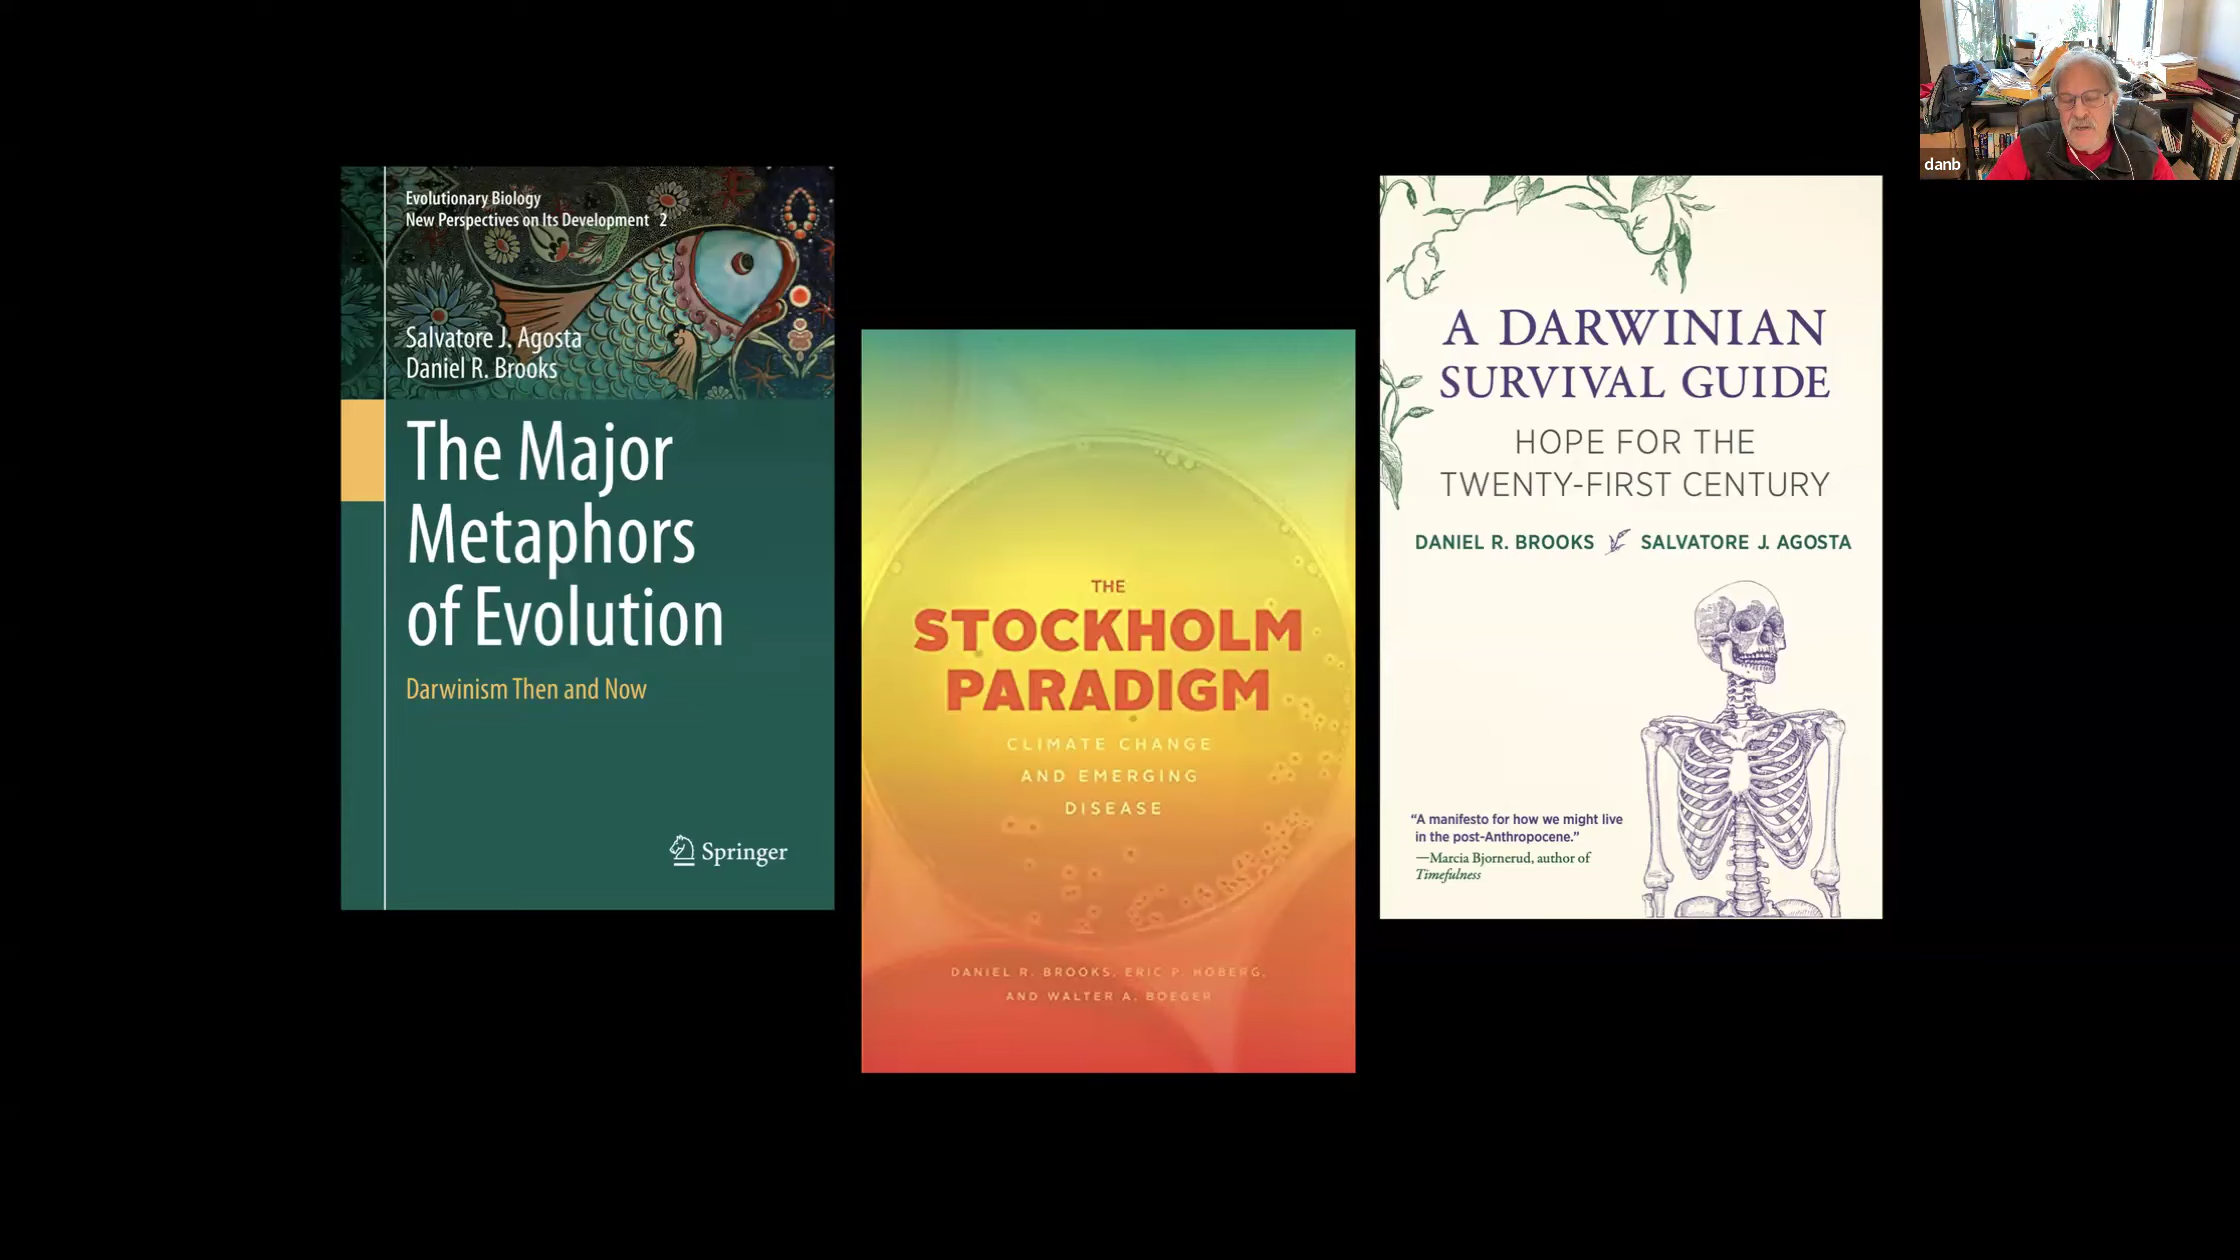 Evolutionary Biology
New Perspectives on Its Development 2
Salvatore J. Agosta
Daniel R. Brooks
The Major
Metaphors
of Evolution
Darwinism Then and Now
Springer
THE
STOCKHOLM
PARADIGM
CLIMATE CHANGE
AND EMERGING
DISEASE
DANIEL R. BROOKS, ERIC P. HOBERG,
AND WALTER A. BOEGER
A DARWINIAN
SURVIVAL GUIDE
HOPE FOR THE
TWENTY-FIRST CENTURY
DANIEL R. BROOKS SALVATORE J. AGOSTA
“A manifesto for how we might live
in the post-Anthropocene.”
—Marcia Bjornerud, author of
Timefulness
danb